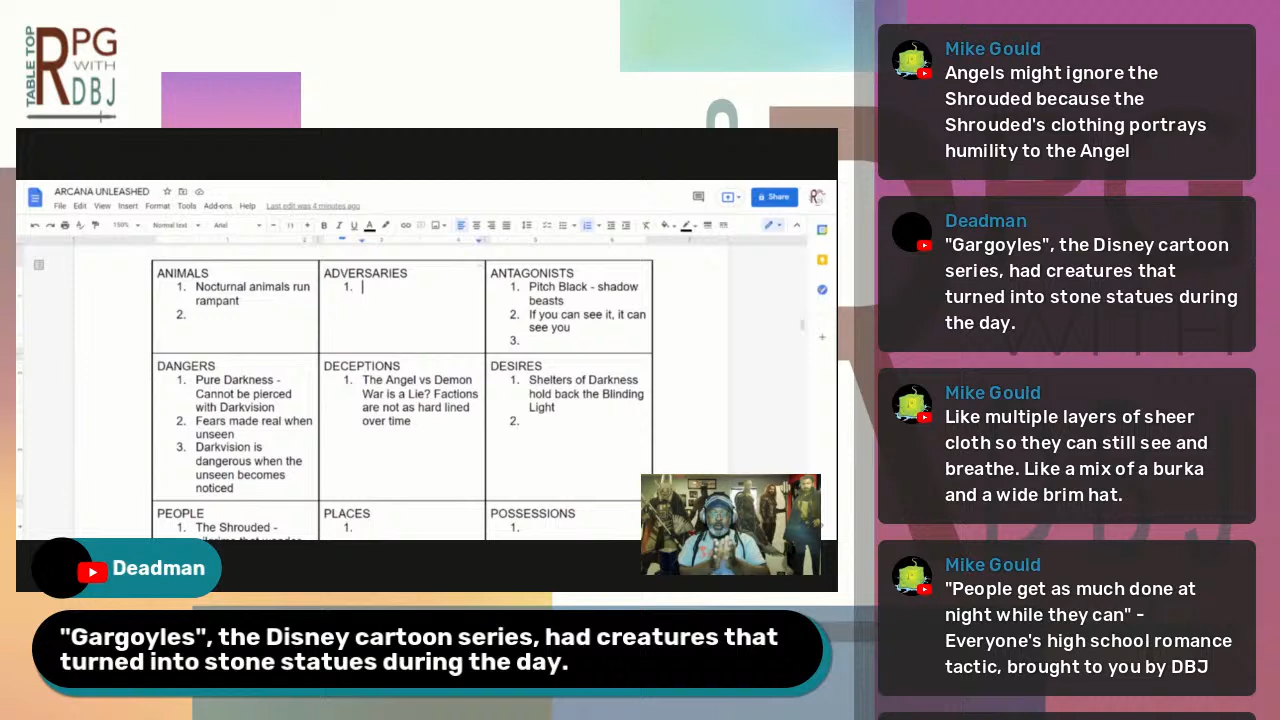 TABLE TOP
RPG
WITH
DBJ
ARCANA UNLEASHED
File Edit View Insert Format Tools Add-ons Help Last edit was 4 minutes ago
Share
150% Normal text Arial 11
ANIMALS
1. Nocturnal animals run
rampant
2.
ADVERSARIES
1.
ANTAGONISTS
1. Pitch Black - shadow
beasts
2. If you can see it, it can
see you
3.
DANGERS
1. Pure Darkness -
Cannot be pierced
with Darkvision
2. Fears made real when
unseen
3. Darkvision is
dangerous when the
unseen becomes
noticed
DECEPTIONS
1. The Angel vs Demon
War is a Lie? Factions
are not as hard lined
over time
DESIRES
1. Shelters of Darkness
hold back the Blinding
Light
2.
PEOPLE
1. The Shrouded -
PLACES
1.
POSSESSIONS
1.
Deadman
"Gargoyles", the Disney cartoon series, had creatures that
turned into stone statues during the day.
Mike Gould
Angels might ignore the
Shrouded because the
Shrouded's clothing portrays
humility to the Angel
Deadman
"Gargoyles", the Disney cartoon
series, had creatures that
turned into stone statues during
the day.
Mike Gould
Like multiple layers of sheer
cloth so they can still see and
breathe. Like a mix of a burka
and a wide brim hat.
Mike Gould
"People get as much done at
night while they can" -
Everyone's high school romance
tactic, brought to you by DBJ